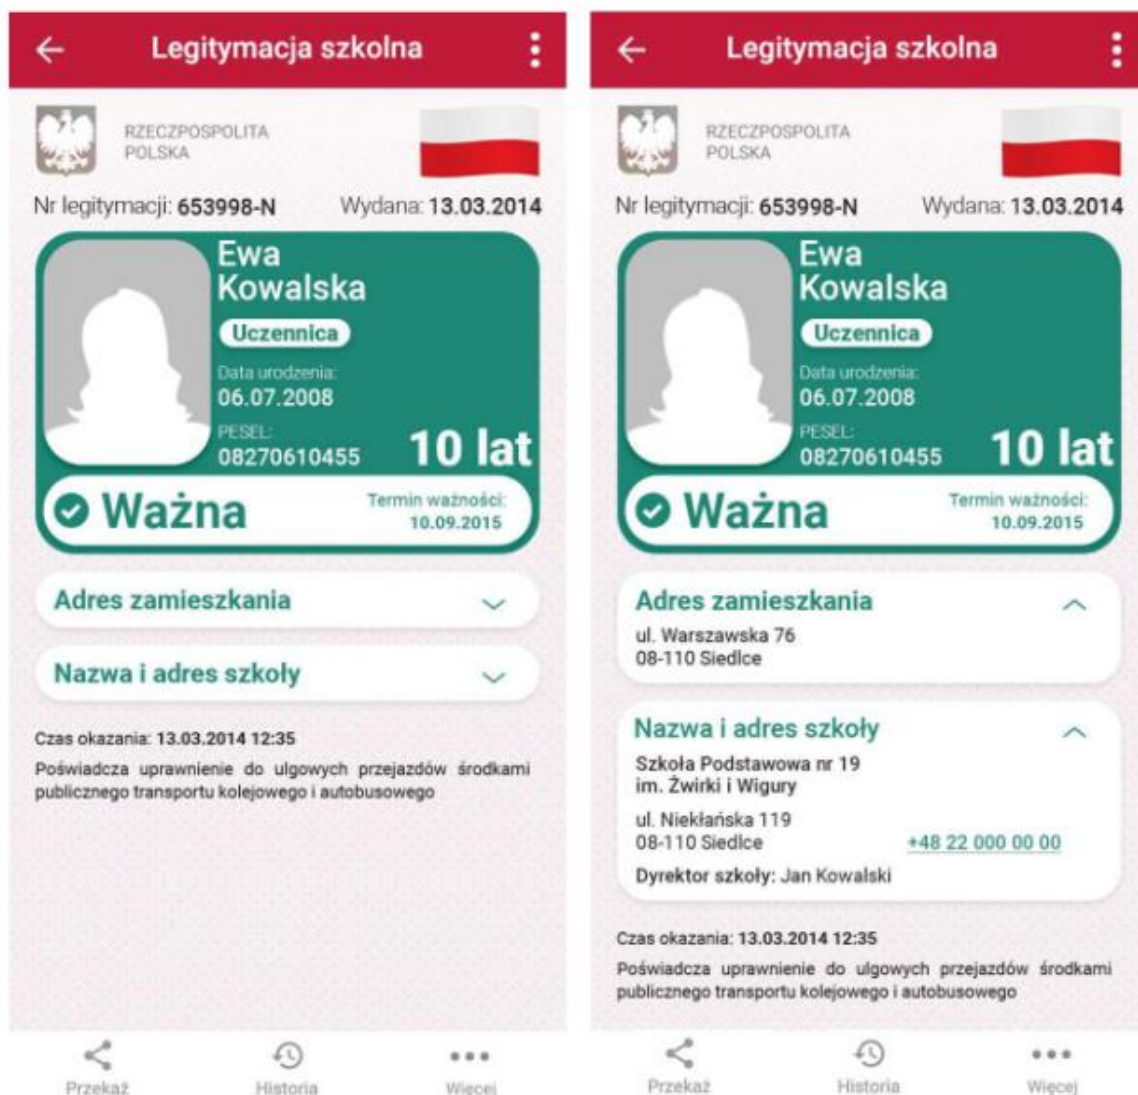 Legitymacja szkolna
RZECZPOSPOLITA
POLSKA
Nr legitymacji: 653998-N Wydana: 13.03.2014
Ewa
Kowalska
Uczennica
Data urodzenia:
06.07.2008
PESEL:
08270610455
10 lat
Ważna
Termin ważności:
10.09.2015
Adres zamieszkania
Nazwa i adres szkoły
Czas okazania: 13.03.2014 12:35
Poświadcza uprawnienie do ulgowych przejazdów środkami
publicznego transportu kolejowego i autobusowego
Przekaż Historia Więcej
Legitymacja szkolna
RZECZPOSPOLITA
POLSKA
Nr legitymacji: 653998-N Wydana: 13.03.2014
Ewa
Kowalska
Uczennica
Data urodzenia:
06.07.2008
PESEL:
08270610455
10 lat
Ważna
Termin ważności:
10.09.2015
Adres zamieszkania
ul. Warszawska 76
08-110 Siedlce
Nazwa i adres szkoły
Szkoła Podstawowa nr 19
im. Żwirki i Wigury
ul. Niekłańska 119
08-110 Siedlce +48 22 000 00 00
Dyrektor szkoły: Jan Kowalski
Czas okazania: 13.03.2014 12:35
Poświadcza uprawnienie do ulgowych przejazdów środkami
publicznego transportu kolejowego i autobusowego
Przekaż Historia Więcej